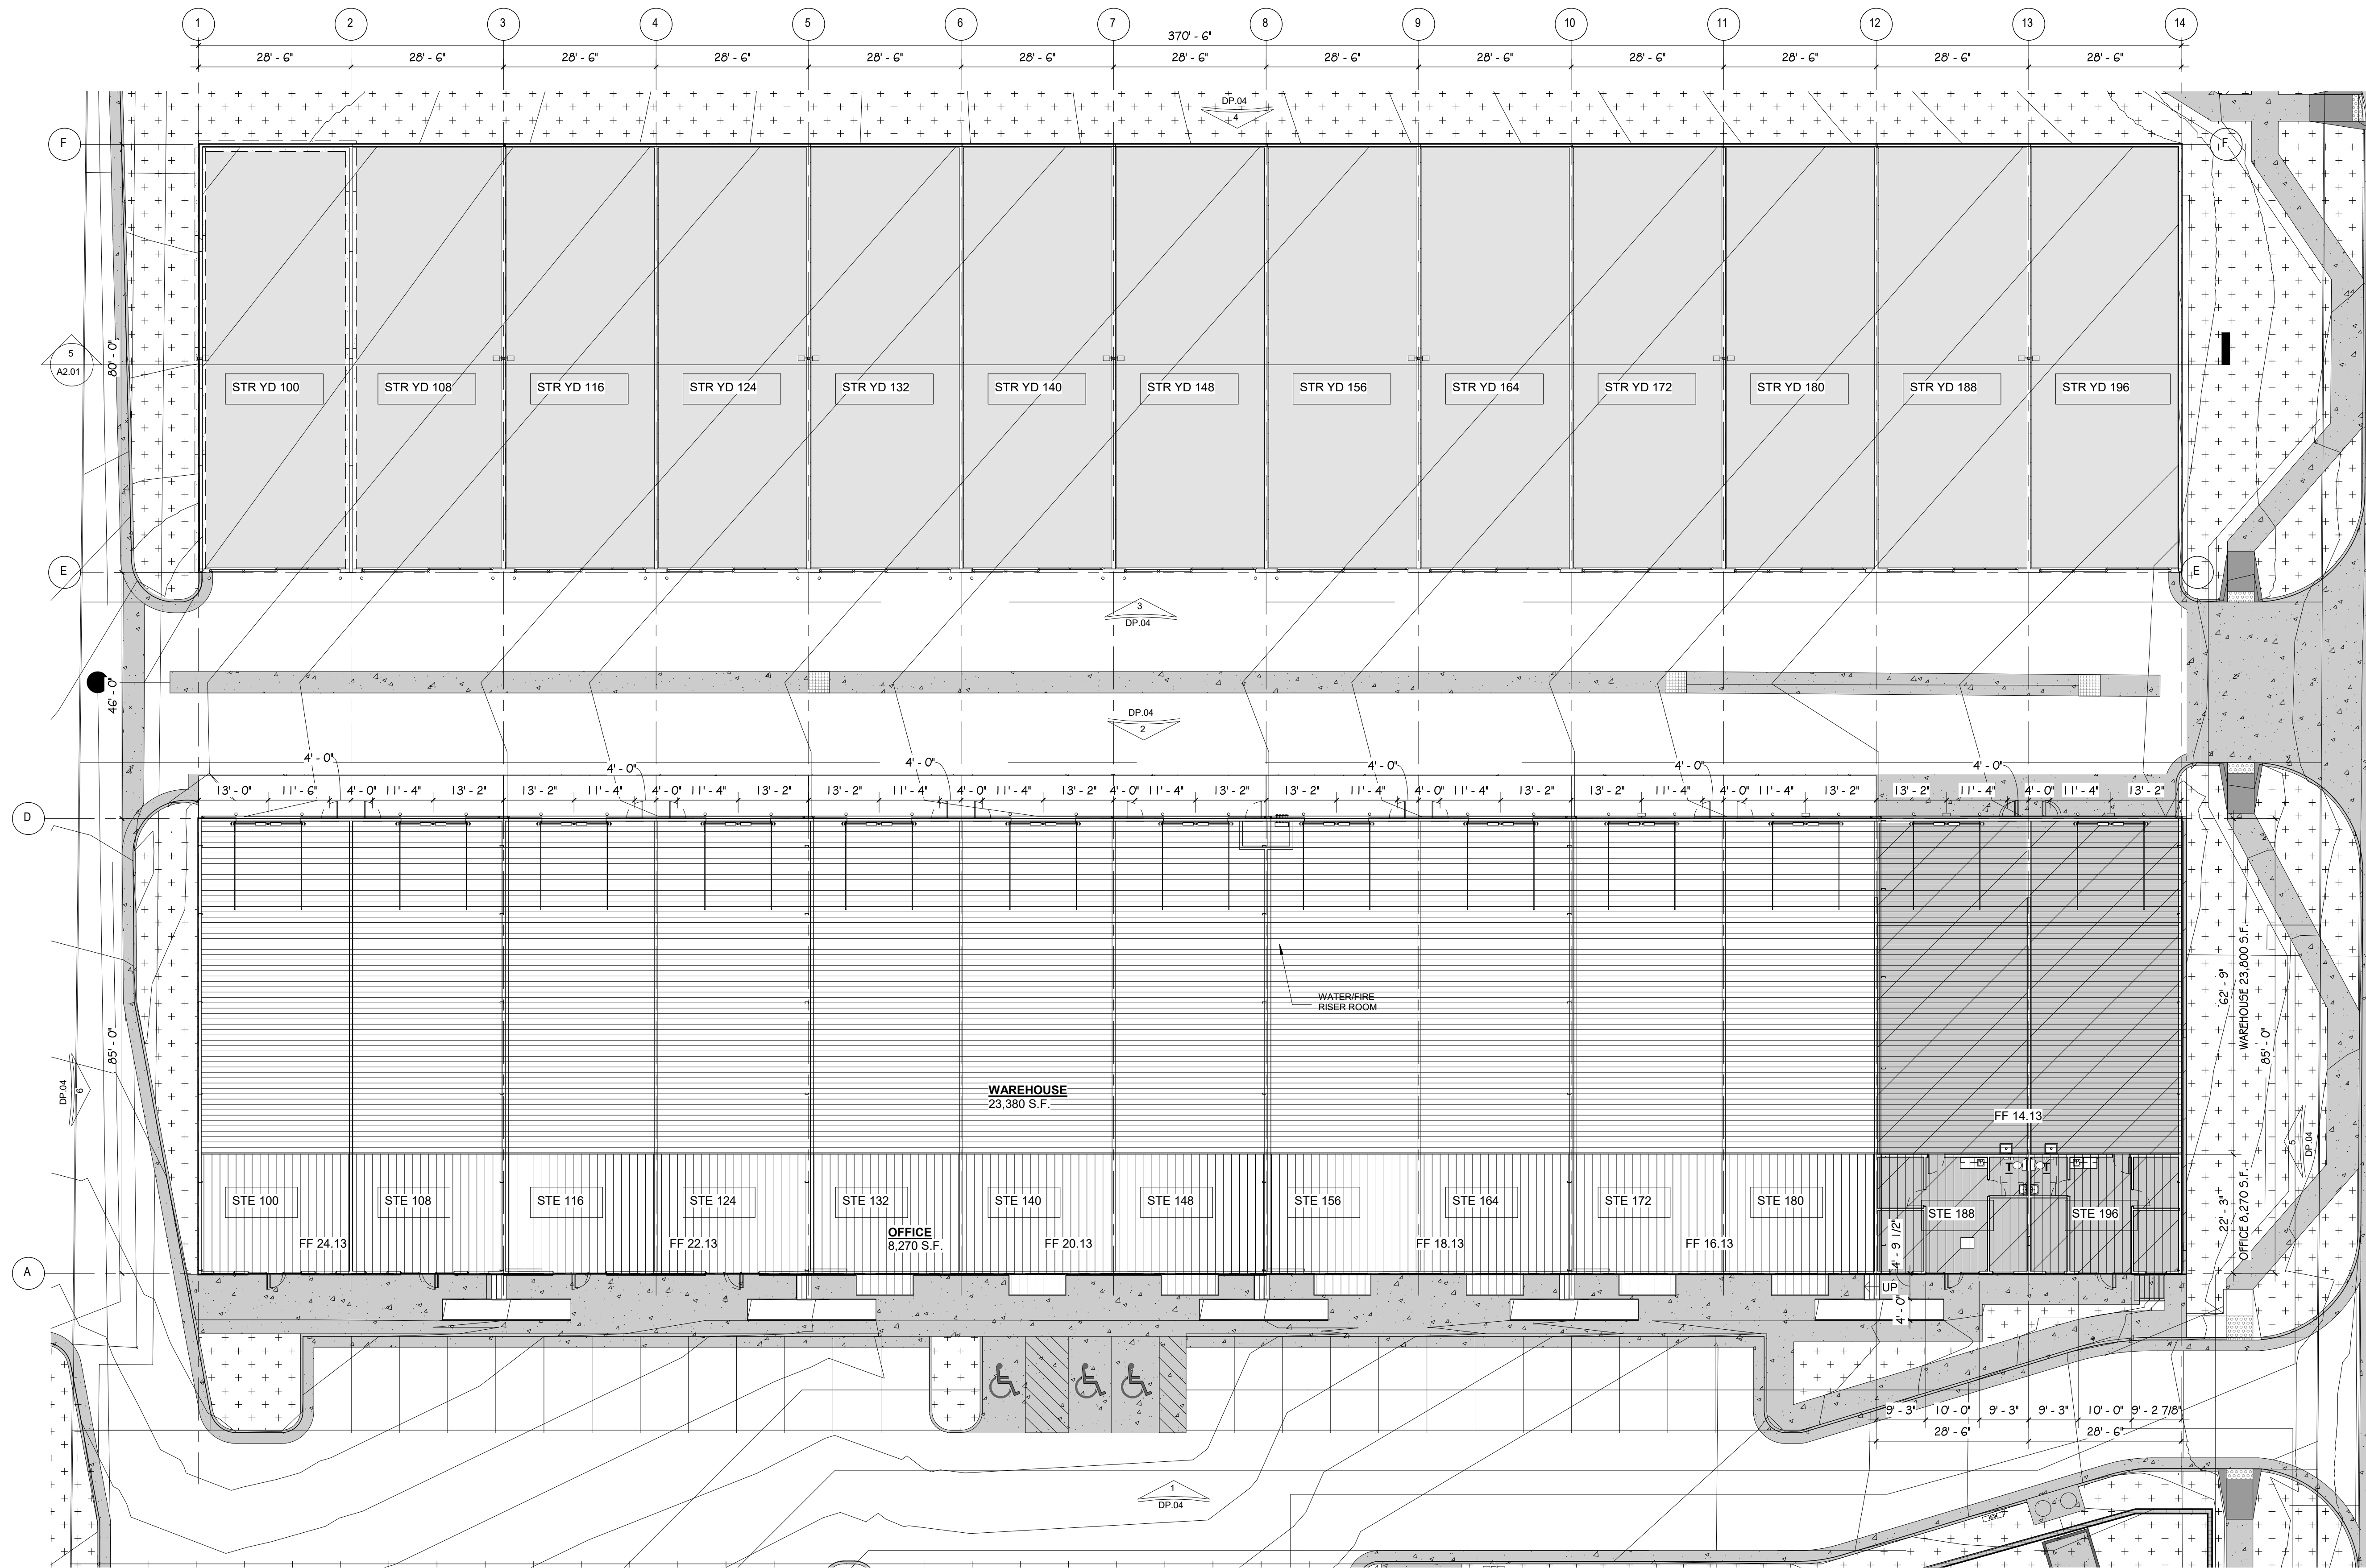 1 2 3 4 5 6 7 8 9 10 11 12 13 14
370' - 6"
28' - 6" 28' - 6" 28' - 6" 28' - 6" 28' - 6" 28' - 6" 28' - 6" 28' - 6" 28' - 6" 28' - 6" 28' - 6" 28' - 6" 28' - 6"
DP.04
4
F F
80' - 0"
5
A2.01
STR YD 100 STR YD 108 STR YD 116 STR YD 124 STR YD 132 STR YD 140 STR YD 148 STR YD 156 STR YD 164 STR YD 172 STR YD 180 STR YD 188 STR YD 196
E E
3
DP.04
46' - 0"
DP.04
2
4' - 0" 4' - 0" 4' - 0" 4' - 0" 4' - 0" 4' - 0"
13' - 0" 11' - 6" 4' - 0" 11' - 4" 13' - 2" 13' - 2" 11' - 4" 4' - 0" 11' - 4" 13' - 2" 13' - 2" 11' - 4" 4' - 0" 11' - 4" 13' - 2" 4' - 0" 11' - 4" 13' - 2" 13' - 2" 11' - 4" 4' - 0" 11' - 4" 13' - 2" 13' - 2" 11' - 4" 4' - 0" 11' - 4" 13' - 2" 13' - 2" 11' - 4" 4' - 0" 11' - 4" 13' - 2"
D
WATER/FIRE
RISER ROOM
62' - 9"
WAREHOUSE 23,800 S.F.
85' - 0"
85' - 0"
DP.04
6
WAREHOUSE
23,380 S.F.
FF 14.13
5
DP.04
STE 100 STE 108 STE 116 STE 124 STE 132 STE 140 STE 148 STE 156 STE 164 STE 172 STE 180 STE 188 STE 196
22' - 3"
OFFICE 8,270 S.F.
OFFICE
8,270 S.F.
FF 24.13 FF 22.13 FF 20.13 FF 18.13 FF 16.13
4' - 9 1/2"
A
UP
4' - 0"
9' - 3" 10' - 0" 9' - 3" 9' - 3" 10' - 0" 9' - 2 7/8"
28' - 6" 28' - 6"
1
DP.04